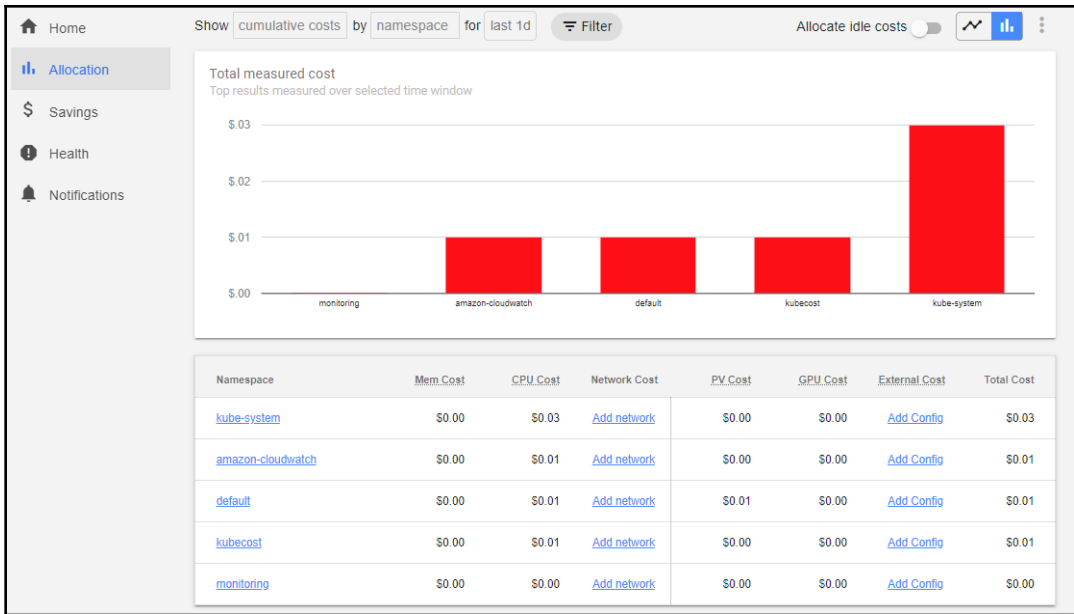 Home
Allocation
Savings
Health
Notifications
Show cumulative costs by namespace for last 1d Filter Allocate idle costs
Total measured cost
Top results measured over selected time window
$.03
$.02
$.01
$.00
monitoring amazon-cloudwatch default kubecost kube-system
Namespace Mem Cost CPU Cost Network Cost PV Cost GPU Cost External Cost Total Cost
kube-system $0.00 $0.03 Add network $0.00 $0.00 Add Config $0.03
amazon-cloudwatch $0.00 $0.01 Add network $0.00 $0.00 Add Config $0.01
default $0.00 $0.01 Add network $0.01 $0.00 Add Config $0.01
kubecost $0.00 $0.01 Add network $0.00 $0.00 Add Config $0.01
monitoring $0.00 $0.00 Add network $0.00 $0.00 Add Config $0.00